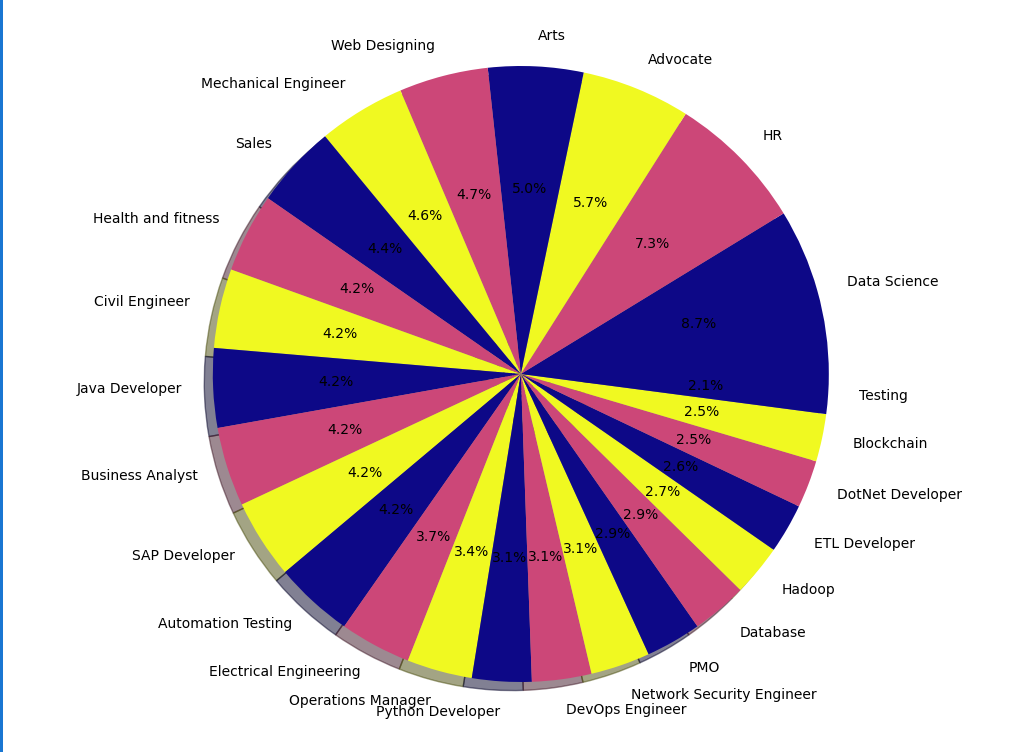 Arts
Web Designing
Advocate
Mechanical Engineer
HR
Sales
Health and fitness
Data Science
Civil Engineer
Java Developer
Testing
Blockchain
Business Analyst
DotNet Developer
SAP Developer
ETL Developer
Hadoop
Automation Testing
Database
Electrical Engineering
PMO
Operations Manager
Network Security Engineer
Python Developer
DevOps Engineer
5.0%
4.7%
5.7%
4.6%
7.3%
4.4%
4.2%
8.7%
4.2%
4.2%
2.1%
2.5%
4.2%
2.5%
2.6%
4.2%
2.7%
4.2%
2.9%
2.9%
3.7%
3.4%
3.1%
3.1%
3.1%